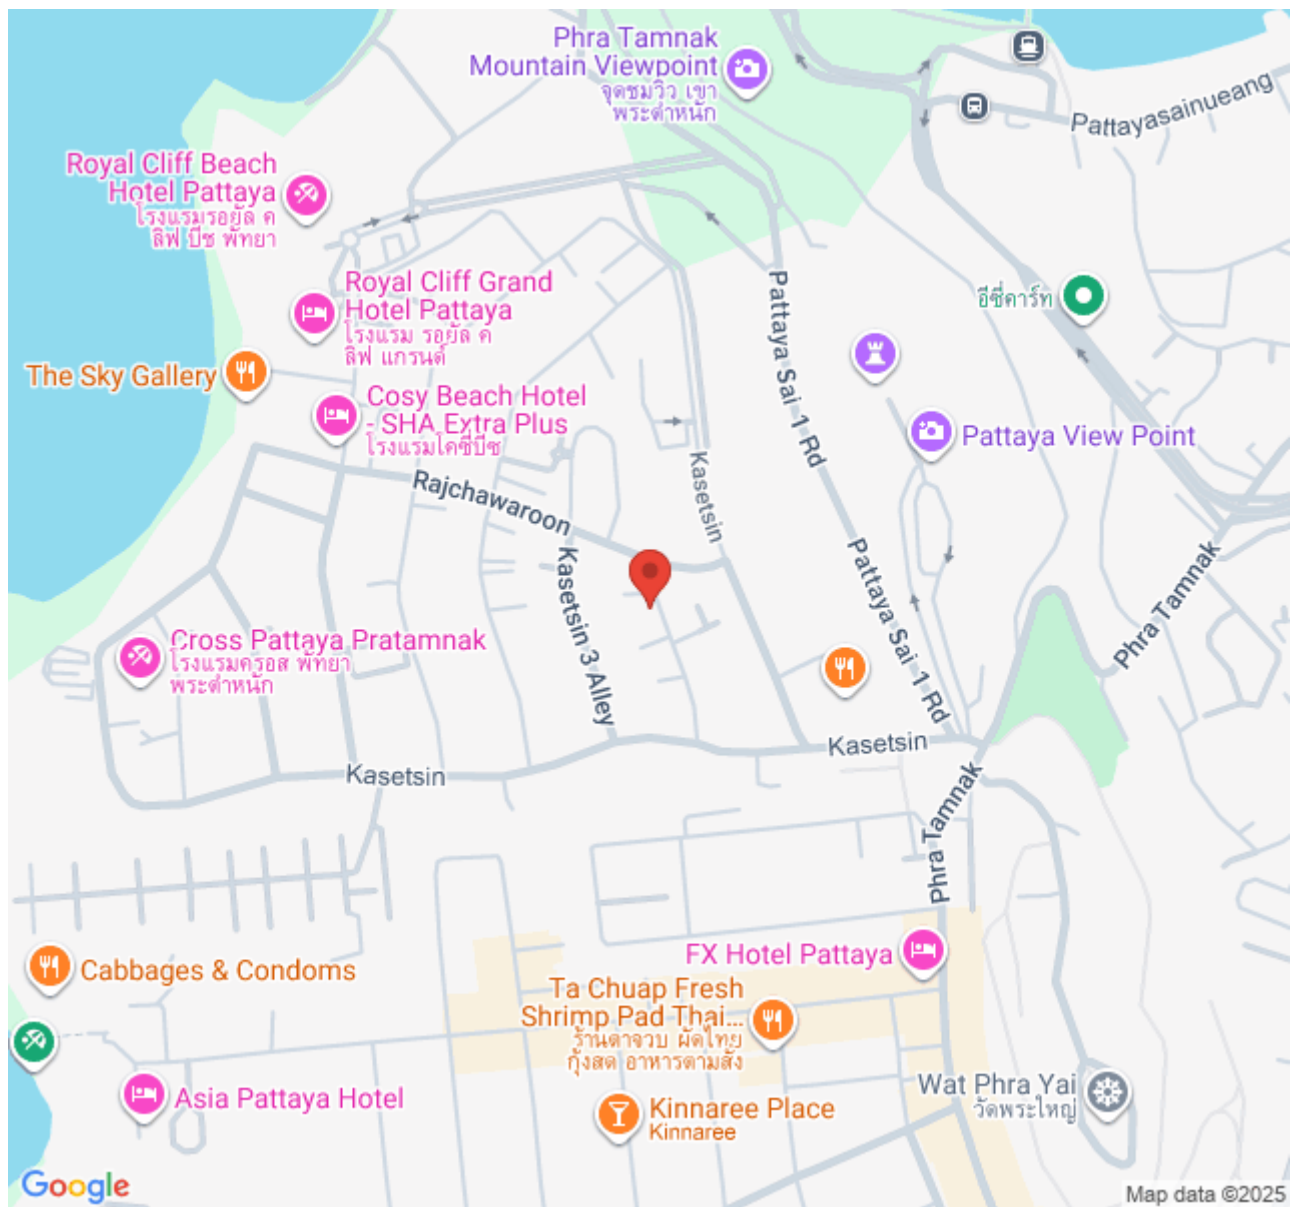 Phra Tamnak
Mountain Viewpoint
จุดชมวิว เขา
พระตำหนัก
Pattayasainueang
Royal Cliff Beach
Hotel Pattaya
โรงแรมรอยัล ค
ลิฟ บีช พัทยา
Royal Cliff Grand
Hotel Pattaya
โรงแรม รอยัล ค
ลิฟ แกรนด์
อีซี่คาร์ท
Pattaya Sai 1 Rd
The Sky Gallery
Cosy Beach Hotel
- SHA Extra Plus
โรงแรมโคซี่บีช
Pattaya View Point
Rajchawaroon
Kasetsin
Kasetsin 3 Alley
Pattaya Sai 1 Rd
Phra Tamnak
Cross Pattaya Pratamnak
โรงแรมครอส พัทยา
พระตำหนัก
Kasetsin
Kasetsin
Phra Tamnak
FX Hotel Pattaya
Cabbages & Condoms
Ta Chuap Fresh
Shrimp Pad Thai...
ร้านตาจวบ ผัดไทย
กุ้งสด อาหารตามสั่ง
Asia Pattaya Hotel
Kinnaree Place
Kinnaree
Wat Phra Yai
วัดพระใหญ่
Google
Map data ©2025